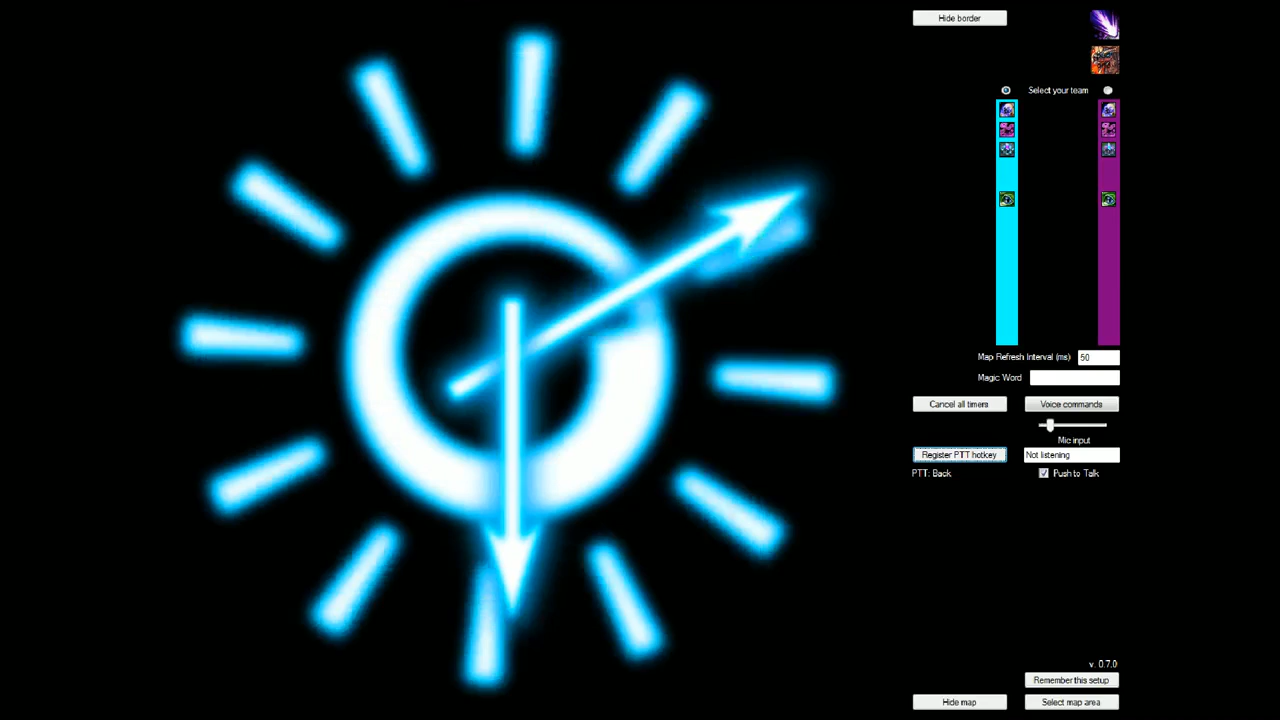 Hide border
Select your team
Map Refresh Interval (ms) 50
Magic Word
Cancel all timers Voice commands
Mic input
Register PTT hotkey Not listening
PTT: Back Push to Talk
v. 0.7.0
Remember this setup
Hide map Select map area